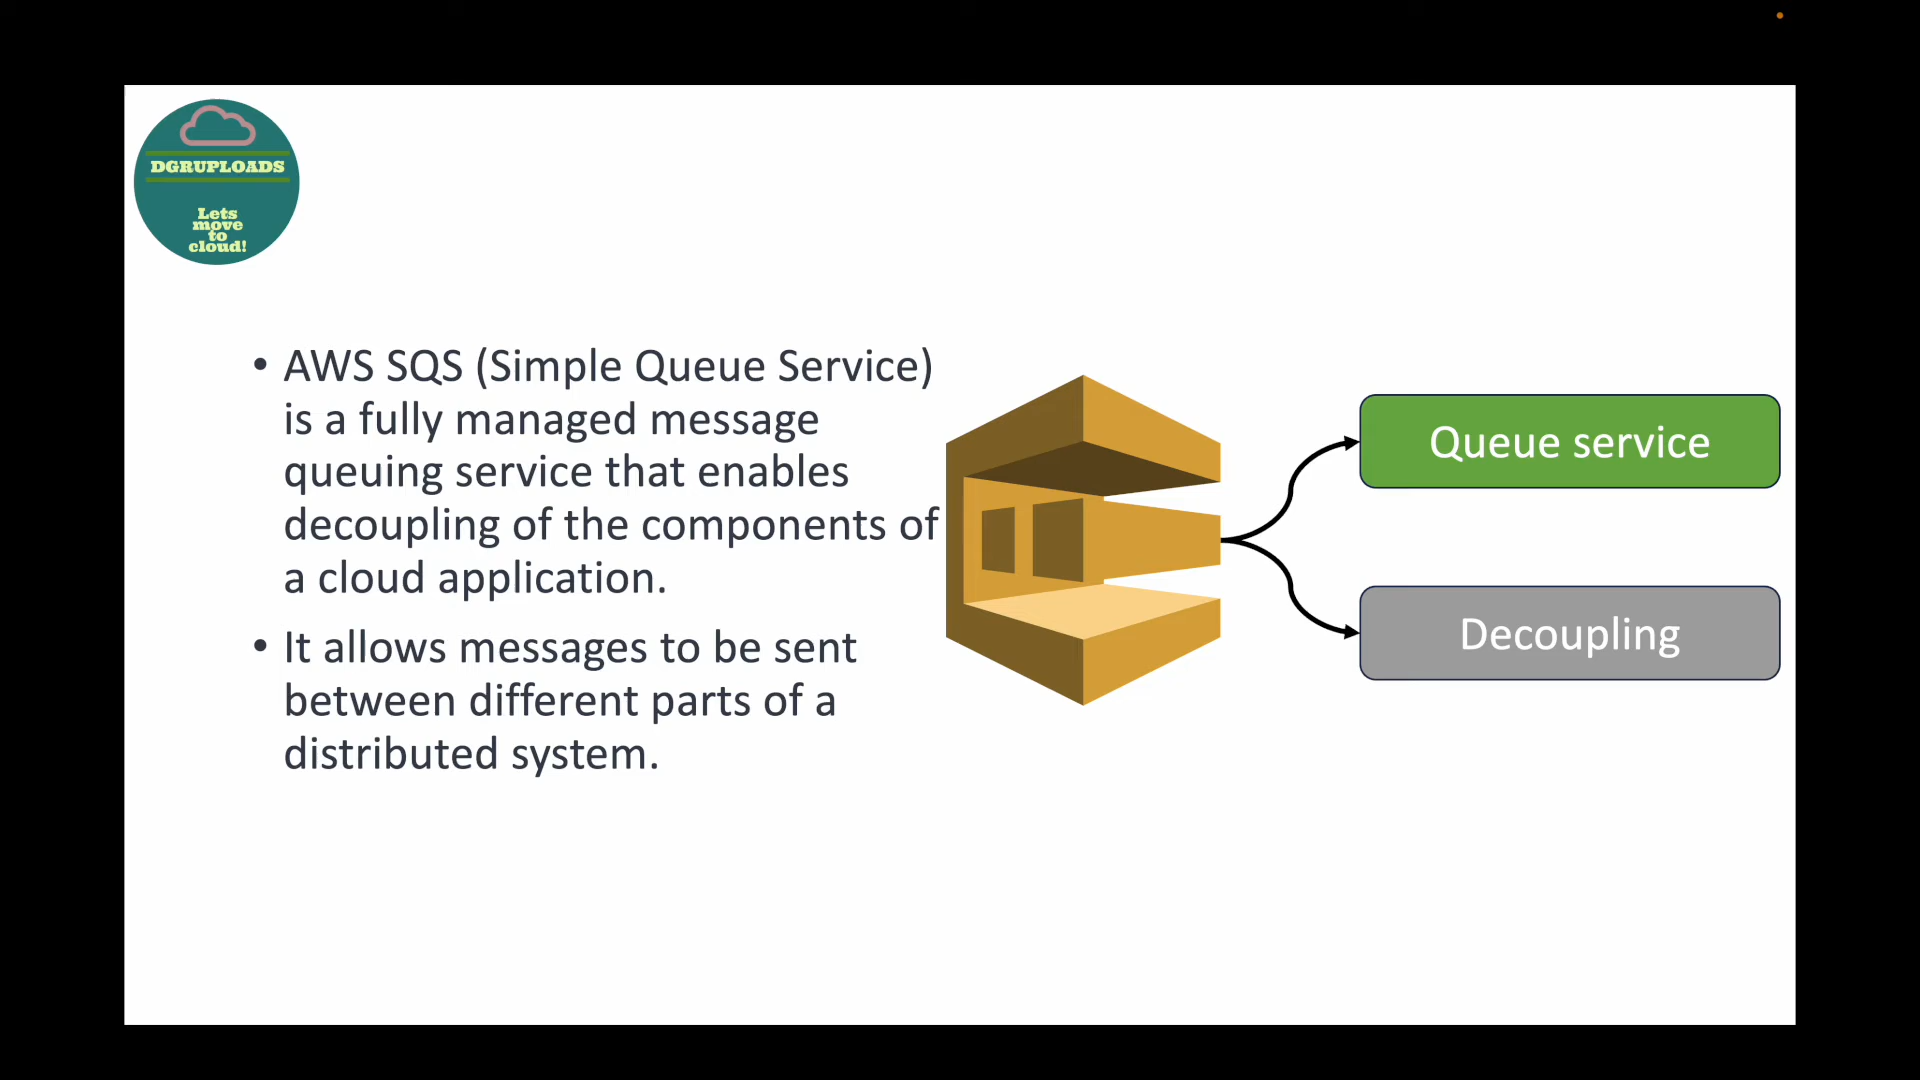 DGRUPLOADS
Lets
move
to
cloud!
• AWS SQS (Simple Queue Service)
is a fully managed message
queuing service that enables
decoupling of the components of
a cloud application.
• It allows messages to be sent
between different parts of a
distributed system.
Queue service
Decoupling